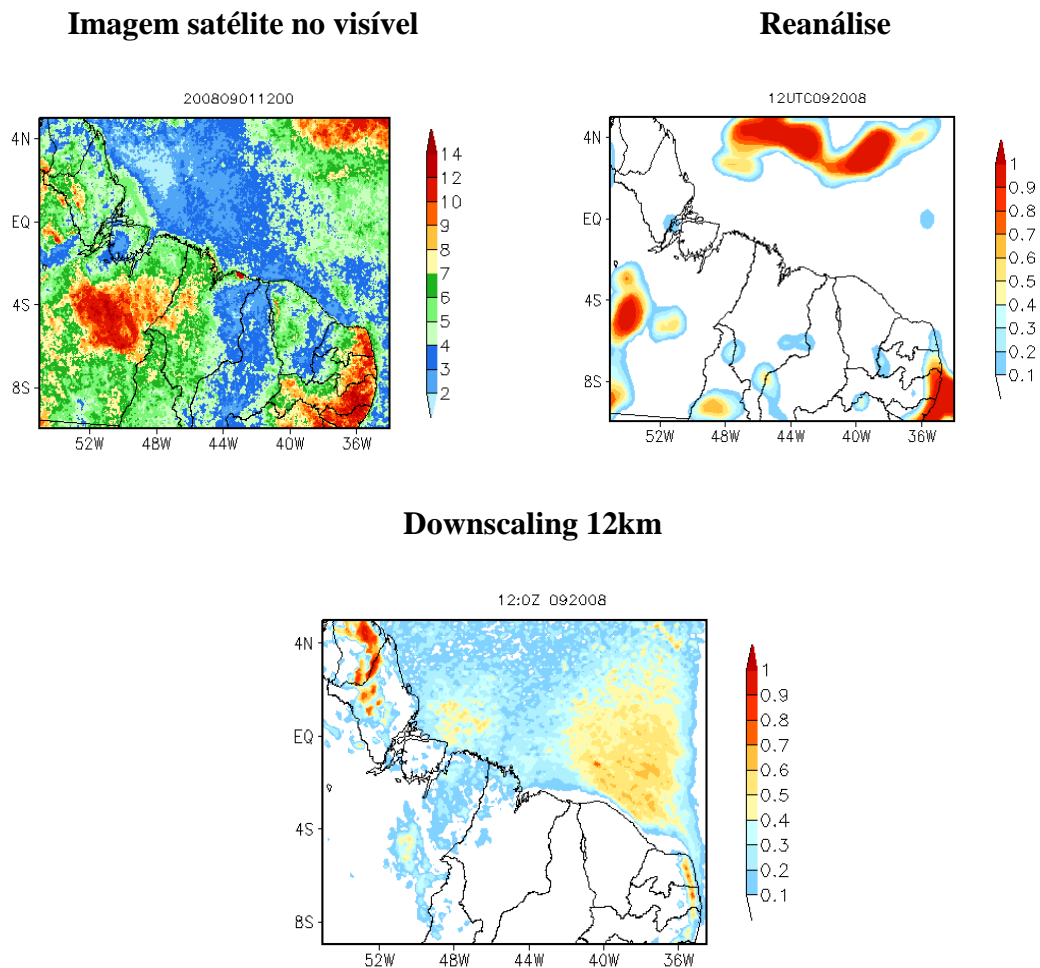 Imagem satélite no visível
Reanálise
200809011200
12UTC092008
4N
EQ
4S
8S
52W 48W 44W 40W 36W
14
12
10
9
8
7
6
5
4
3
2
4N
EQ
4S
8S
52W 48W 44W 40W 36W
1
0.9
0.8
0.7
0.6
0.5
0.4
0.3
0.2
0.1
Downscaling 12km
12:0Z 092008
4N
EQ
4S
8S
52W 48W 44W 40W 36W
1
0.9
0.8
0.7
0.6
0.5
0.4
0.3
0.2
0.1